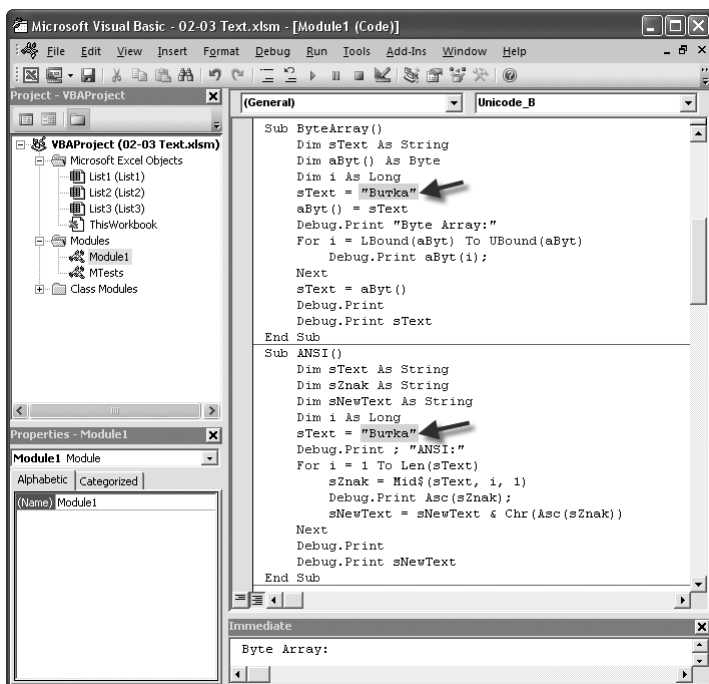 Microsoft Visual Basic - 02-03 Text.xlsm - [Module1 (Code)]
File Edit View Insert Format Debug Run Tools Add-Ins Window Help
Project - VBAProject
VBAProject (02-03 Text.xlsm)
Microsoft Excel Objects
List1 (List1)
List2 (List2)
List3 (List3)
ThisWorkbook
Modules
Module1
MTests
Class Modules
Properties - Module1
Module1 Module
Alphabetic Categorized
(Name) Module1
(General) Unicode_B
Sub ByteArray()
Dim sText As String
Dim aByt() As Byte
Dim i As Long
sText = "Витка"
aByt() = sText
Debug.Print "Byte Array:"
For i = LBound(aByt) To UBound(aByt)
Debug.Print aByt(i);
Next
sText = aByt()
Debug.Print
Debug.Print sText
End Sub
Sub ANSI()
Dim sText As String
Dim sZnak As String
Dim sNewText As String
Dim i As Long
sText = "Витка"
Debug.Print ; "ANSI:"
For i = 1 To Len(sText)
sZnak = Mid$(sText, i, 1)
Debug.Print Asc(sZnak);
sNewText = sNewText & Chr(Asc(sZnak))
Next
Debug.Print
Debug.Print sNewText
End Sub
Immediate
Byte Array: